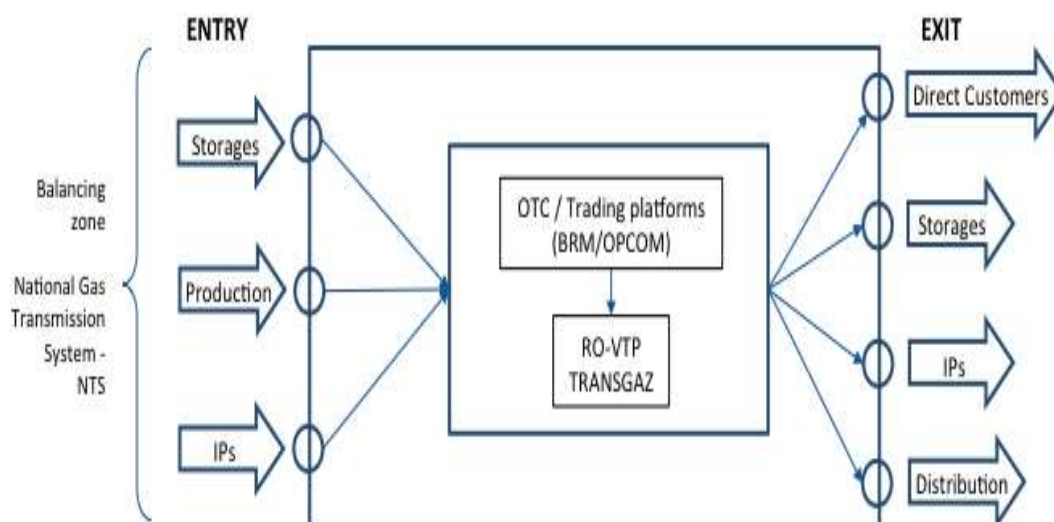 ENTRY
EXIT
Direct Customers
Storages
Balancing
zone
OTC / Trading platforms
(BRM/OPCOM)
Storages
National Gas
Transmission
System -
NTS
Production
RO-VTP
TRANSGAZ
IPs
IPs
Distribution